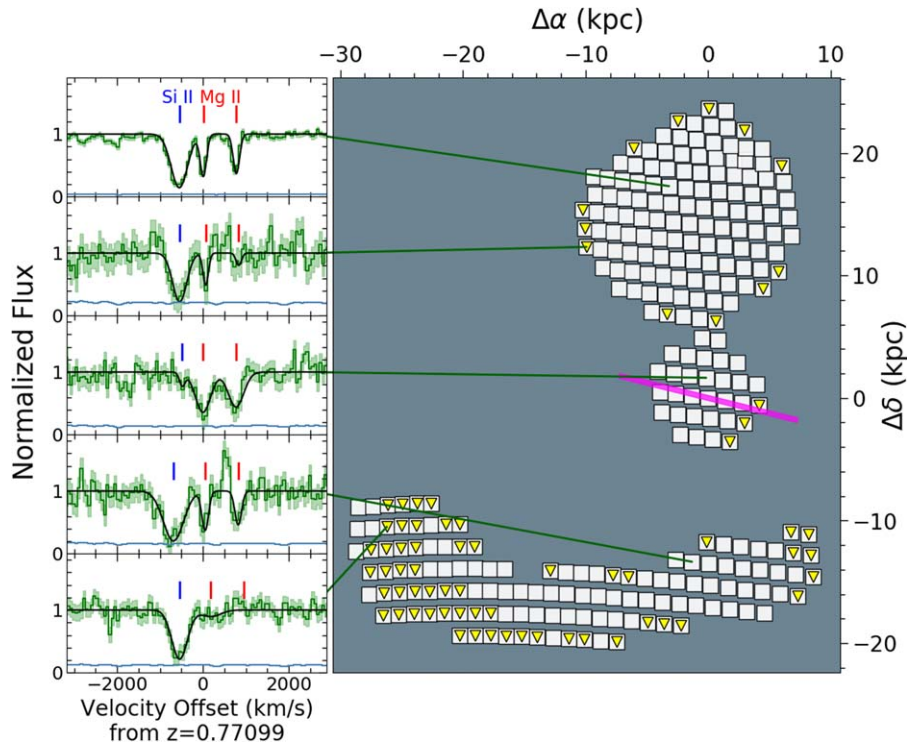 Δα (kpc)
−30 −20 −10 0 10
Si II Mg II
1
0
1
0
1
0
1
0
1
0
Normalized Flux
20
10
0
−10
−20
Δδ (kpc)
−2000 0 2000
Velocity Offset (km/s)
from z=0.77099